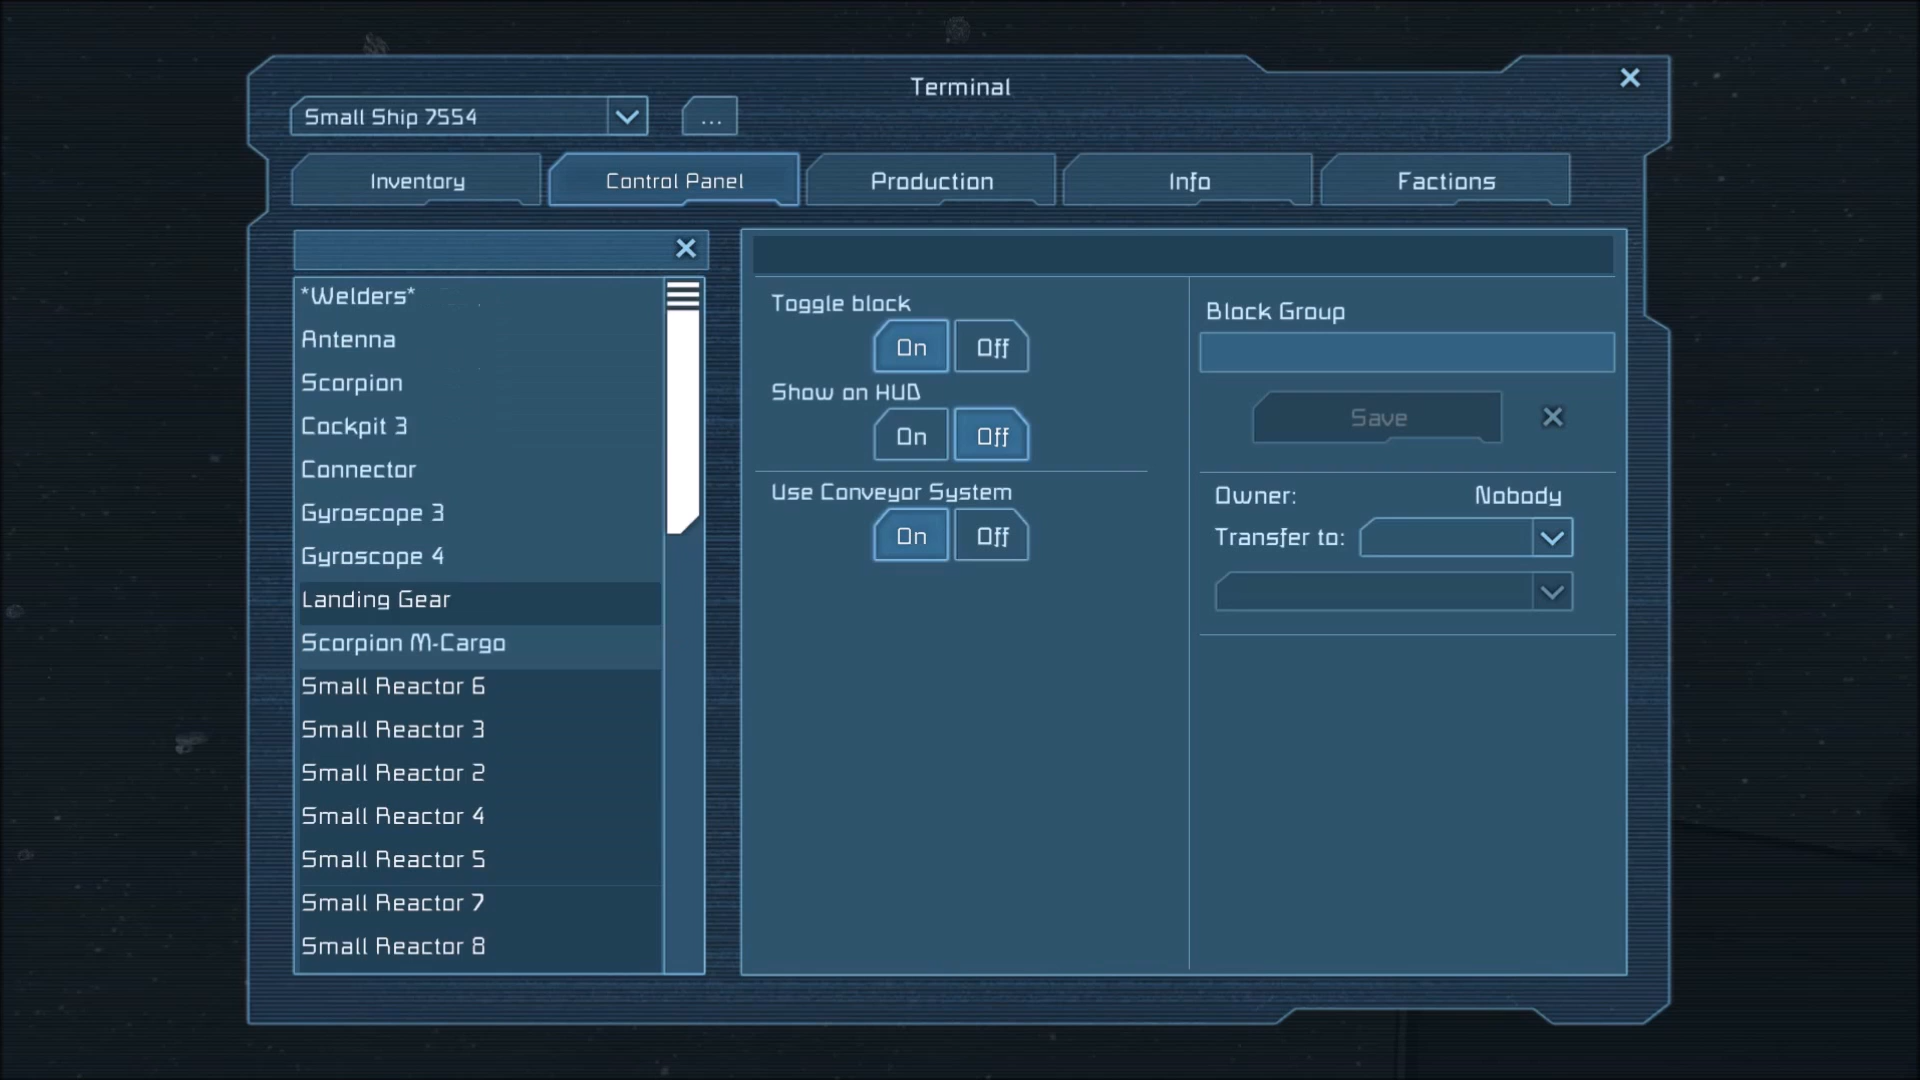 Terminal
Small Ship 7554
...
Inventory
Control Panel
Production
Info
Factions
*Welders*
Antenna
Scorpion
Cockpit 3
Connector
Gyroscope 3
Gyroscope 4
Landing Gear
Scorpion M-Cargo
Small Reactor 6
Small Reactor 3
Small Reactor 2
Small Reactor 4
Small Reactor 5
Small Reactor 7
Small Reactor 8
Toggle block
On Off
Show on HUD
On Off
Use Conveyor System
On Off
Block Group
Save
Owner: Nobody
Transfer to: